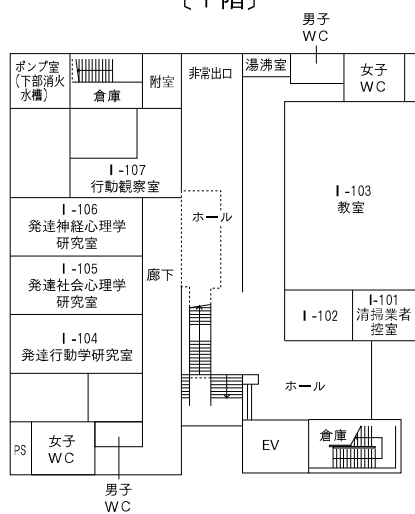 〔1階〕
男子
WC
ポンプ室
(下部消火
水槽)
倉庫
附室
非常出口
湯沸室
女子
WC
I-107
行動観察室
I-103
教室
I-106
発達神経心理学
研究室
ホール
I-105
発達社会心理学
研究室
廊下
I-102
I-101
清掃業者
控室
I-104
発達行動学研究室
ホール
PS
女子
WC
EV
倉庫
男子
WC